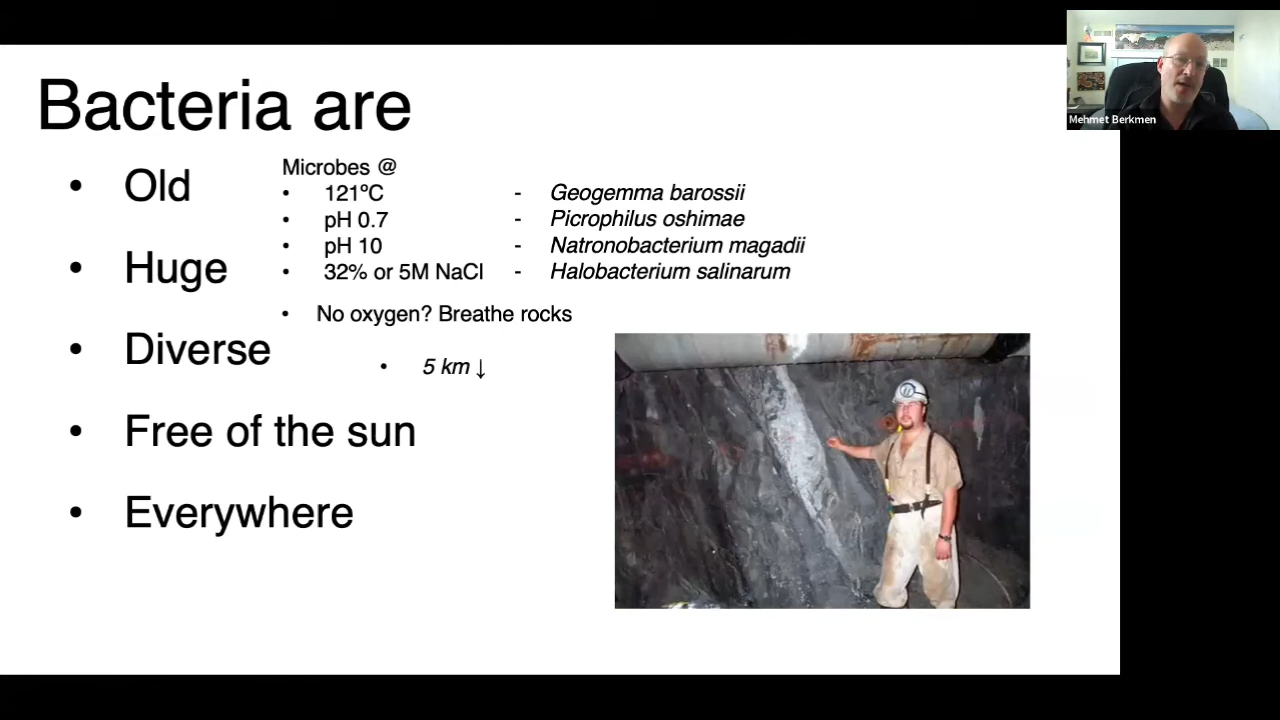 Bacteria are
• Old
• Huge
• Diverse
• Free of the sun
• Everywhere
Microbes @
• 121ºC - Geogemma barossii
• pH 0.7 - Picrophilus oshimae
• pH 10 - Natronobacterium magadii
• 32% or 5M NaCl - Halobacterium salinarum
• No oxygen? Breathe rocks
• 5 km ↓
Mehmet Berkmen